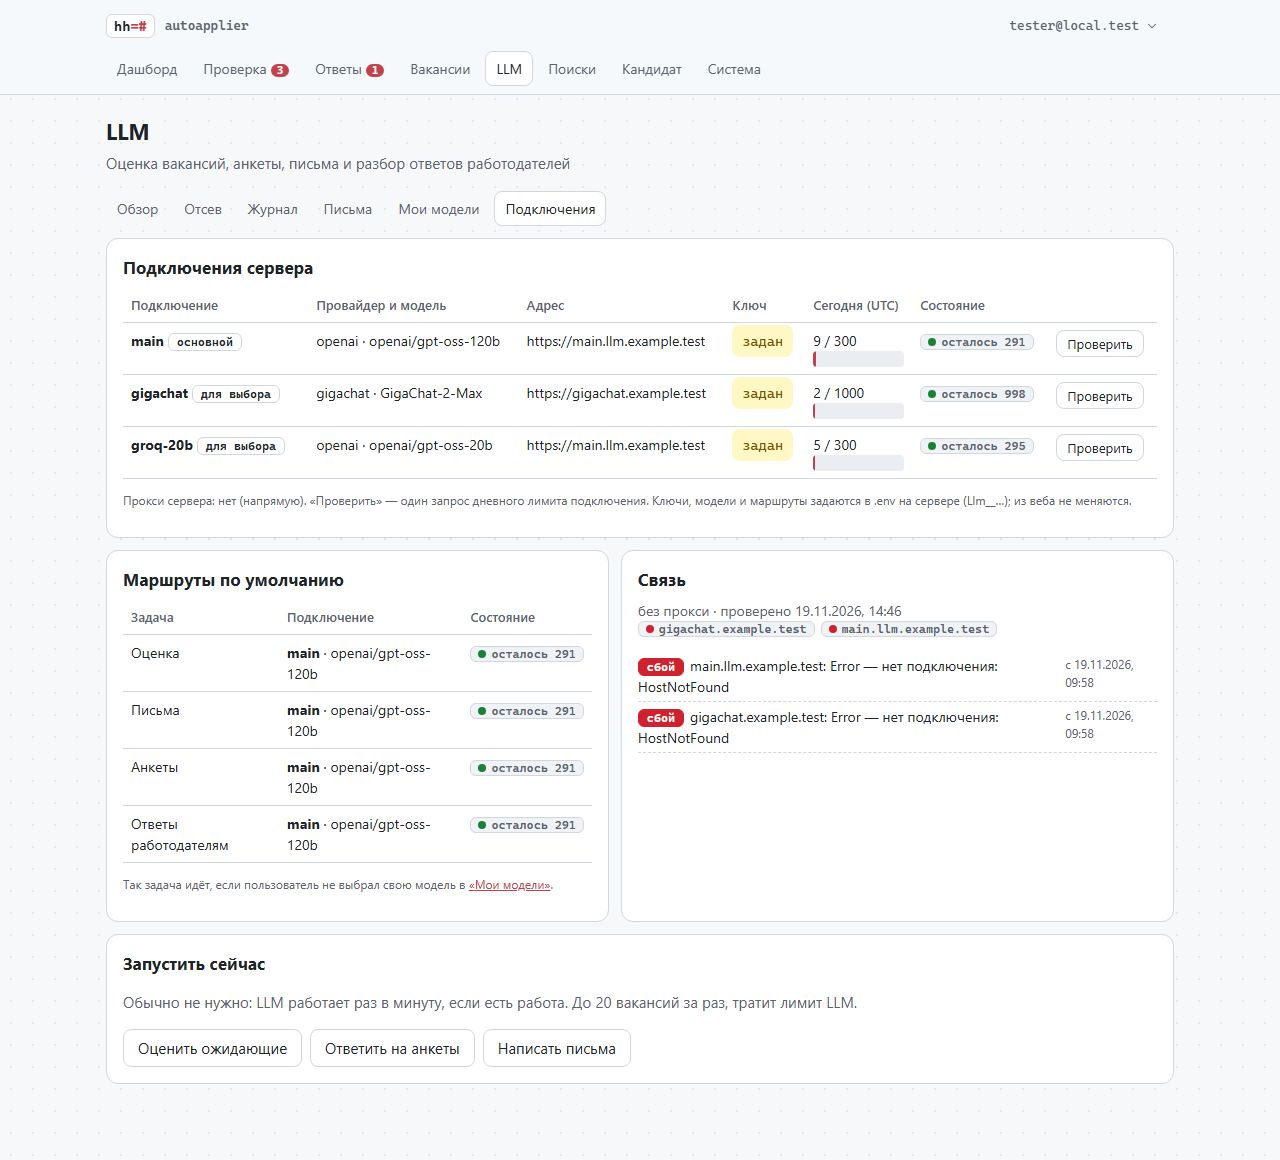 hh=# autoapplier tester@local.test
Дашборд Проверка 3 Ответы 1 Вакансии LLM Поиски Кандидат Система
LLM
Оценка вакансий, анкеты, письма и разбор ответов работодателей
Обзор Отсев Журнал Письма Мои модели Подключения
Подключения сервера
Подключение Провайдер и модель Адрес Ключ Сегодня (UTC) Состояние
main основной openai · openai/gpt-oss-120b https://main.llm.example.test задан 9 / 300 осталось 291 Проверить
gigachat для выбора gigachat · GigaChat-2-Max https://gigachat.example.test задан 2 / 1000 осталось 998 Проверить
groq-20b для выбора openai · openai/gpt-oss-20b https://main.llm.example.test задан 5 / 300 осталось 295 Проверить
Прокси сервера: нет (напрямую). «Проверить» — один запрос дневного лимита подключения. Ключи, модели и маршруты задаются в .env на сервере (Llm__...); из веба не меняются.
Маршруты по умолчанию
Задача Подключение Состояние
Оценка main · openai/gpt-oss- осталось 291
120b
Письма main · openai/gpt-oss- осталось 291
120b
Анкеты main · openai/gpt-oss- осталось 291
120b
Ответы main · openai/gpt-oss- осталось 291
работодателям 120b
Так задача идёт, если пользователь не выбрал свою модель в «Мои модели».
Связь
без прокси · проверено 19.11.2026, 14:46
gigachat.example.test main.llm.example.test
сбой main.llm.example.test: Error — нет подключения: с 19.11.2026,
HostNotFound 09:58
сбой gigachat.example.test: Error — нет подключения: с 19.11.2026,
HostNotFound 09:58
Запустить сейчас
Обычно не нужно: LLM работает раз в минуту, если есть работа. До 20 вакансий за раз, тратит лимит LLM.
Оценить ожидающие Ответить на анкеты Написать письма